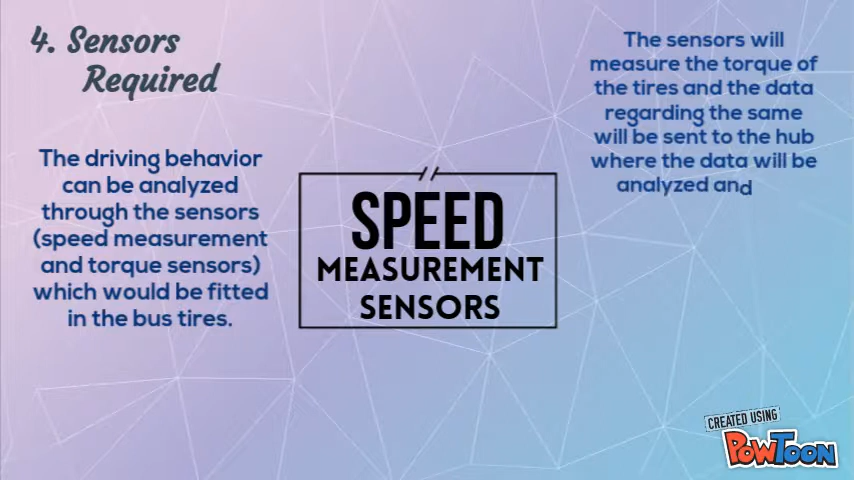 4. Sensors
Required
The driving behavior
can be analyzed
through the sensors
(speed measurement
and torque sensors)
which would be fitted
in the bus tires.
SPEED
MEASUREMENT
SENSORS
The sensors will
measure the torque of
the tires and the data
regarding the same
will be sent to the hub
where the data will be
analyzed and
CREATED USING
POWTOON